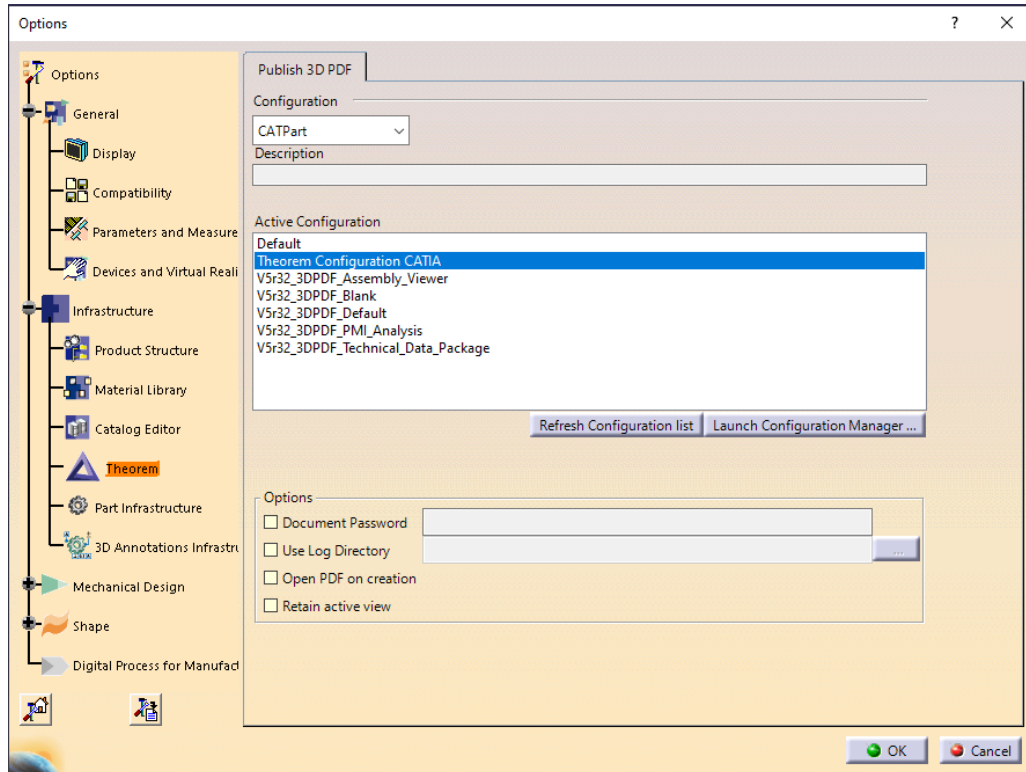 Options
?
Options
General
Display
Compatibility
Parameters and Measure
Devices and Virtual Reali
Infrastructure
Product Structure
Material Library
Catalog Editor
Theorem
Part Infrastructure
3D Annotations Infrastru
Mechanical Design
Shape
Digital Process for Manufact
Publish 3D PDF
Configuration
CATPart
Description
Active Configuration
Default
Theorem Configuration CATIA
V5r32_3DPDF_Assembly_Viewer
V5r32_3DPDF_Blank
V5r32_3DPDF_Default
V5r32_3DPDF_PMI_Analysis
V5r32_3DPDF_Technical_Data_Package
Refresh Configuration list
Launch Configuration Manager ...
Options
Document Password
Use Log Directory
...
Open PDF on creation
Retain active view
OK
Cancel